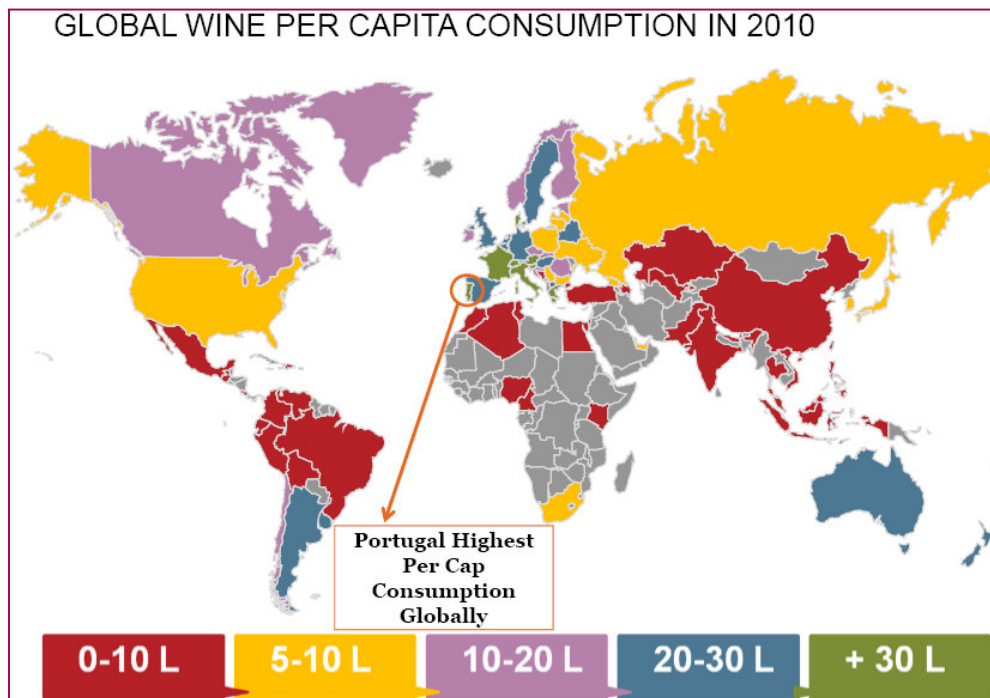 GLOBAL WINE PER CAPITA CONSUMPTION IN 2010
Portugal Highest
Per Cap
Consumption
Globally
0-10 L
5-10 L
10-20 L
20-30 L
+ 30 L